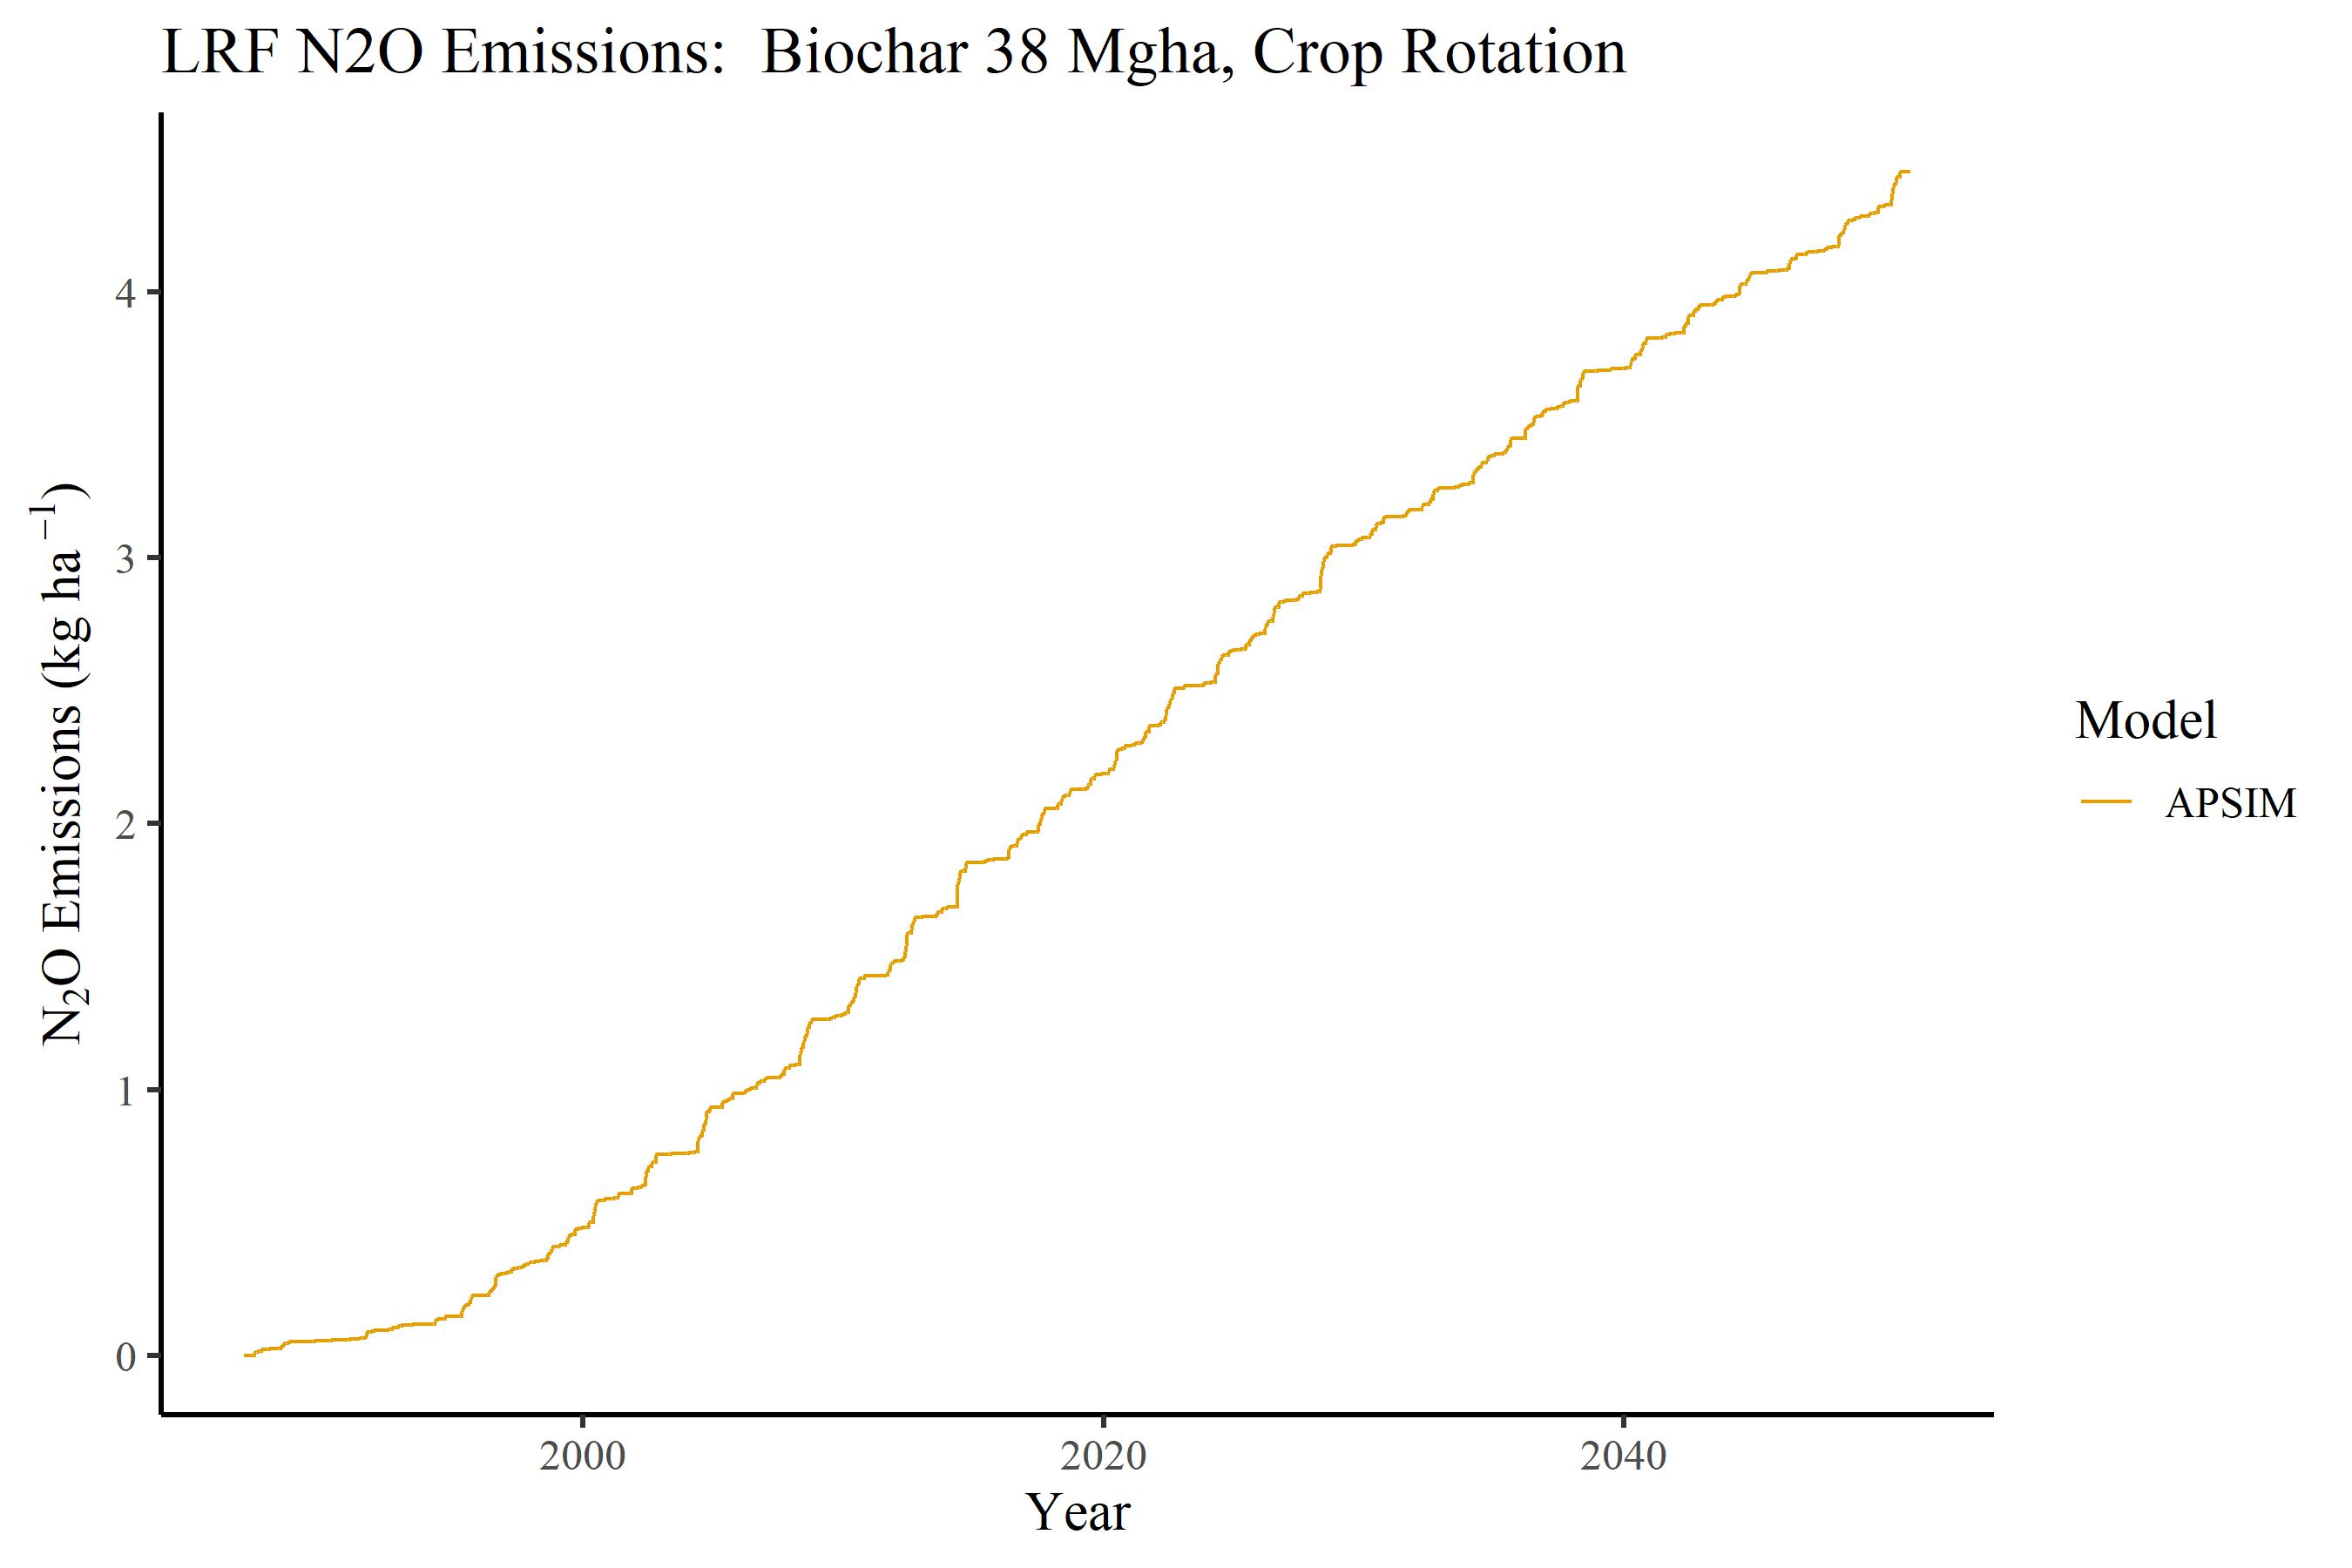 LRF N2O Emissions:  Biochar 38 Mgha, Crop Rotation
N₂O Emissions (kg ha⁻¹)
4
3
2
1
0
2000 2020 2040
Year
Model
APSIM